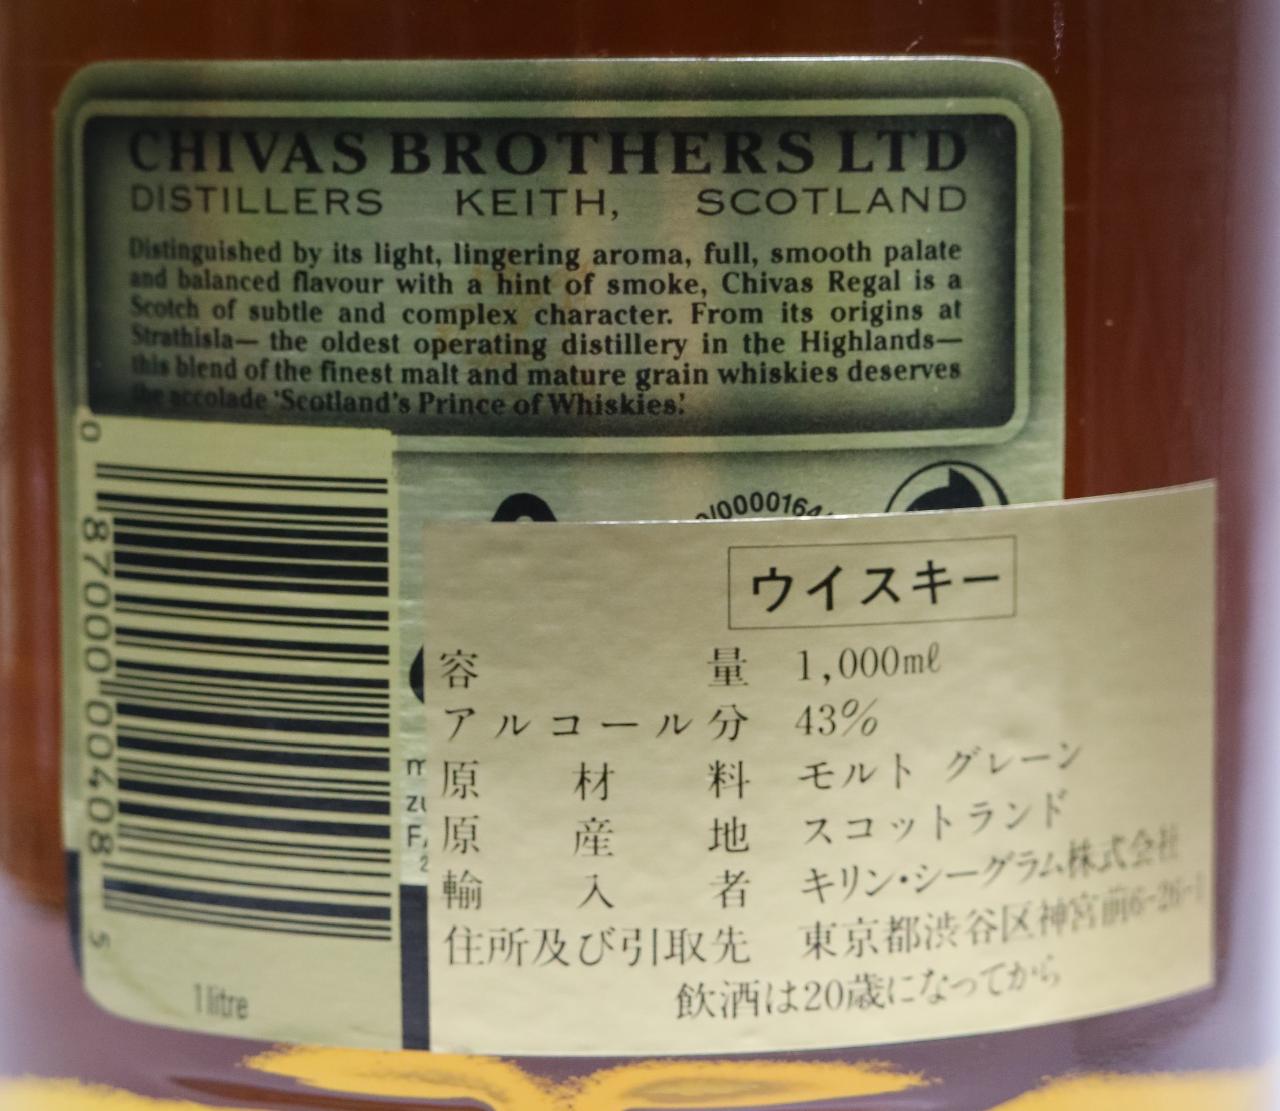 CHIVAS BROTHERS LTD
DISTILLERS KEITH, SCOTLAND
Distinguished by its light, lingering aroma, full, smooth palate
and balanced flavour with a hint of smoke, Chivas Regal is a
Scotch of subtle and complex character. From its origins at
Strathisla— the oldest operating distillery in the Highlands—
this blend of the finest malt and mature grain whiskies deserves
the accolade 'Scotland's Prince of Whiskies'.
0 87000 00408 5
1 litre
ウイスキー
容量 1,000mℓ
アルコール分 43%
原材料 モルト グレーン
原産地 スコットランド
輸入者 キリン・シーグラム株式会社
住所及び引取先 東京都渋谷区神宮前6-26-1
飲酒は20歳になってから